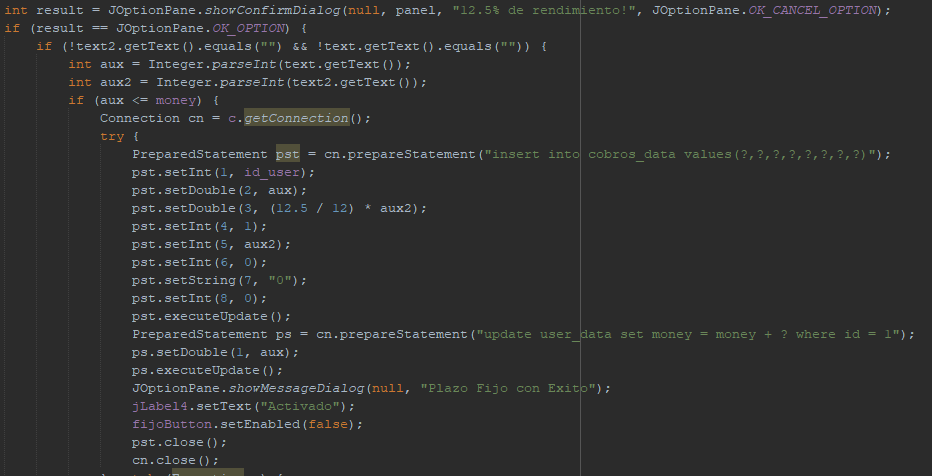 int result = JOptionPane.showConfirmDialog(null, panel, "12.5% de rendimiento!", JOptionPane.OK_CANCEL_OPTION);
if (result == JOptionPane.OK_OPTION) {
if (!text2.getText().equals("") && !text.getText().equals("")) {
int aux = Integer.parseInt(text.getText());
int aux2 = Integer.parseInt(text2.getText());
if (aux <= money) {
Connection cn = c.getConnection();
try {
PreparedStatement pst = cn.prepareStatement("insert into cobros_data values(?,?,?,?,?,?,?,?)");
pst.setInt(1, id_user);
pst.setDouble(2, aux);
pst.setDouble(3, (12.5 / 12) * aux2);
pst.setInt(4, 1);
pst.setInt(5, aux2);
pst.setInt(6, 0);
pst.setString(7, "0");
pst.setInt(8, 0);
pst.executeUpdate();
PreparedStatement ps = cn.prepareStatement("update user_data set money = money + ? where id = 1");
ps.setDouble(1, aux);
ps.executeUpdate();
JOptionPane.showMessageDialog(null, "Plazo Fijo con Exito");
jLabel4.setText("Activado");
fijoButton.setEnabled(false);
pst.close();
cn.close();